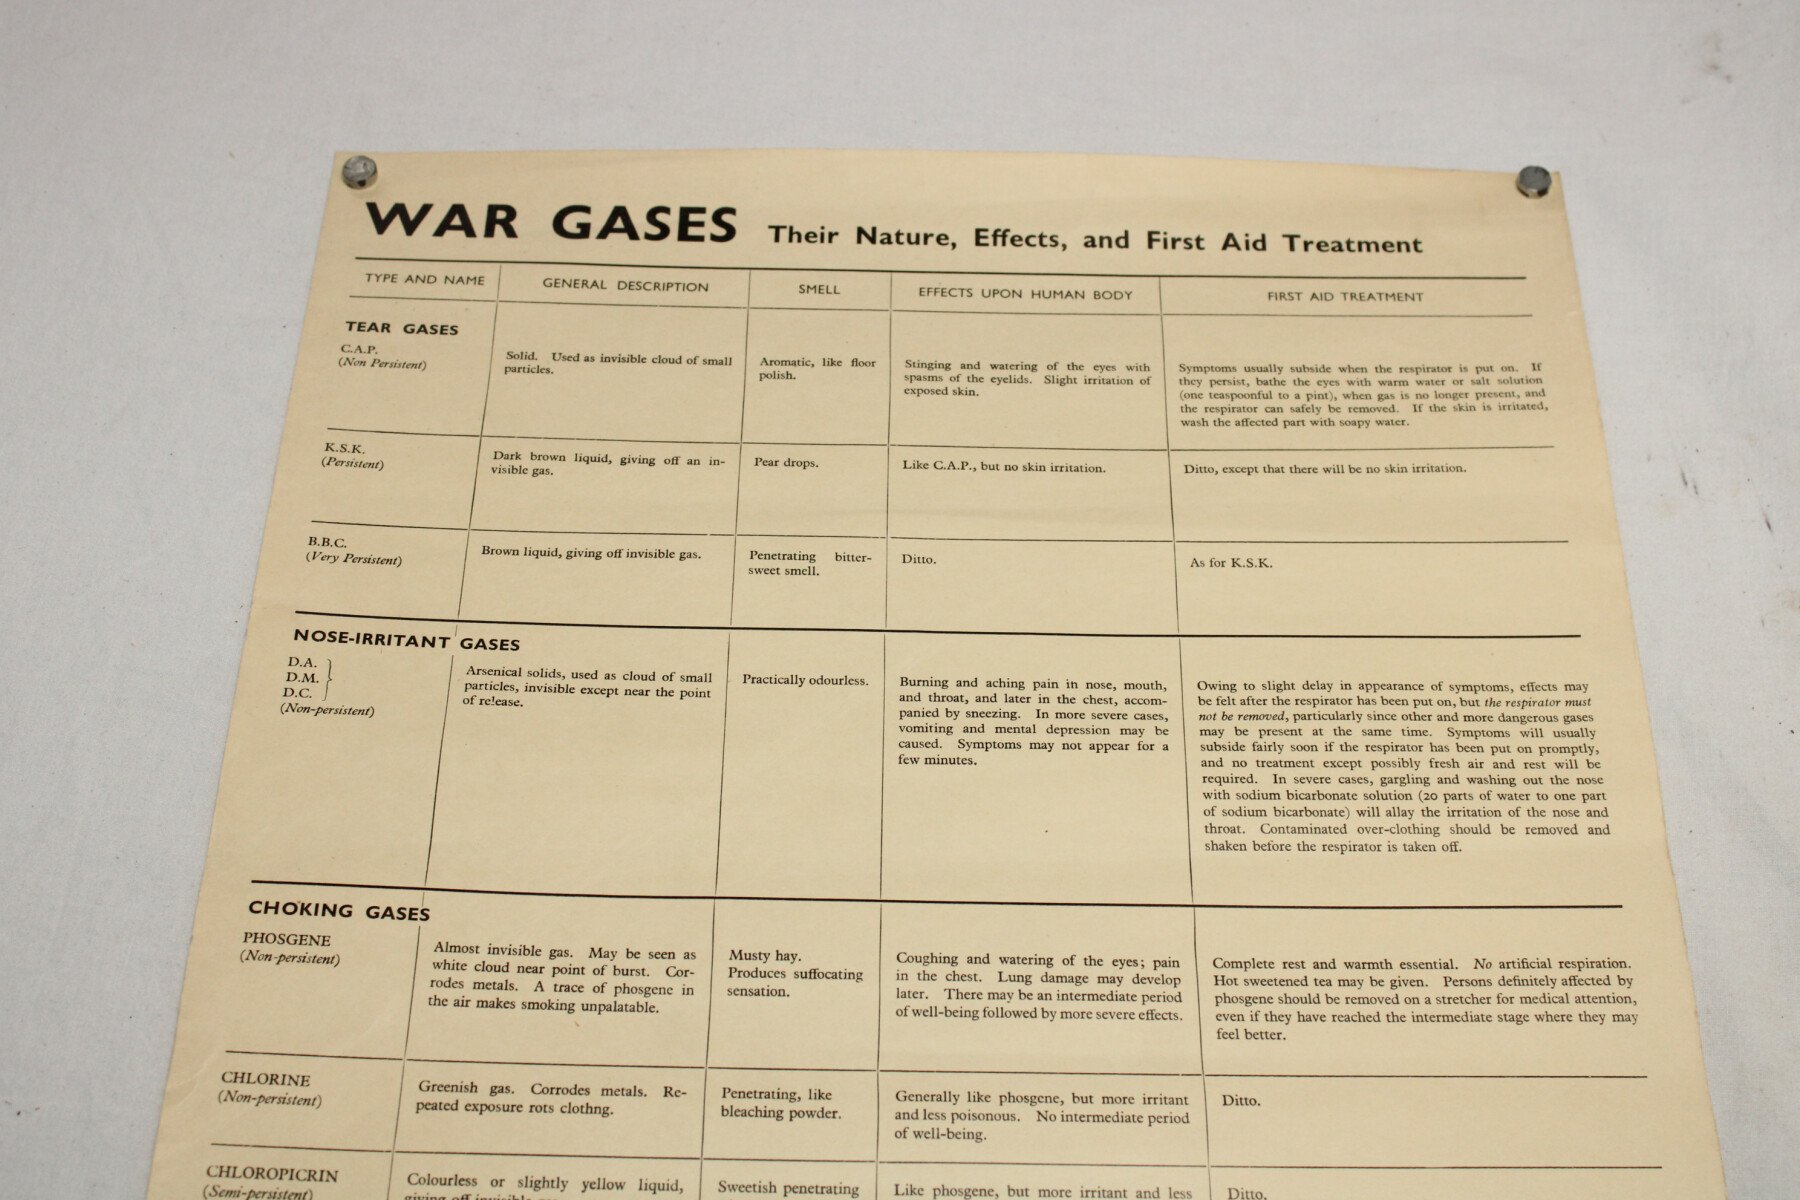 WAR GASES Their Nature, Effects, and First Aid Treatment
TYPE AND NAME
GENERAL DESCRIPTION
SMELL
EFFECTS UPON HUMAN BODY
FIRST AID TREATMENT
TEAR GASES
C.A.P.
(Non Persistent)
Solid. Used as invisible cloud of small
particles.
Aromatic, like floor
polish.
Stinging and watering of the eyes with
spasms of the eyelids. Slight irritation of
exposed skin.
Symptoms usually subside when the respirator is put on. If
they persist, bathe the eyes with warm water or salt solution
(one teaspoonful to a pint), when gas is no longer present, and
the respirator can safely be removed. If the skin is irritated,
wash the affected part with soapy water.
K.S.K.
(Persistent)
Dark brown liquid, giving off an in-
visible gas.
Pear drops.
Like C.A.P., but no skin irritation.
Ditto, except that there will be no skin irritation.
B.B.C.
(Very Persistent)
Brown liquid, giving off invisible gas.
Penetrating bitter-
sweet smell.
Ditto.
As for K.S.K.
NOSE-IRRITANT GASES
D.A.
D.M.
D.C.
(Non-persistent)
Arsenical solids, used as cloud of small
particles, invisible except near the point
of release.
Practically odourless.
Burning and aching pain in nose, mouth,
and throat, and later in the chest, accom-
panied by sneezing. In more severe cases,
vomiting and mental depression may be
caused. Symptoms may not appear for a
few minutes.
Owing to slight delay in appearance of symptoms, effects may
be felt after the respirator has been put on, but the respirator must
not be removed, particularly since other and more dangerous gases
may be present at the same time. Symptoms will usually
subside fairly soon if the respirator has been put on promptly,
and no treatment except possibly fresh air and rest will be
required. In severe cases, gargling and washing out the nose
with sodium bicarbonate solution (20 parts of water to one part
of sodium bicarbonate) will allay the irritation of the nose and
throat. Contaminated over-clothing should be removed and
shaken before the respirator is taken off.
CHOKING GASES
PHOSGENE
(Non-persistent)
Almost invisible gas. May be seen as
white cloud near point of burst. Cor-
rodes metals. A trace of phosgene in
the air makes smoking unpalatable.
Musty hay.
Produces suffocating
sensation.
Coughing and watering of the eyes; pain
in the chest. Lung damage may develop
later. There may be an intermediate period
of well-being followed by more severe effects.
Complete rest and warmth essential. No artificial respiration.
Hot sweetened tea may be given. Persons definitely affected by
phosgene should be removed on a stretcher for medical attention,
even if they have reached the intermediate stage where they may
feel better.
CHLORINE
(Non-persistent)
Greenish gas. Corrodes metals. Re-
peated exposure rots clothng.
Penetrating, like
bleaching powder.
Generally like phosgene, but more irritant
and less poisonous. No intermediate period
of well-being.
Ditto.
CHLOROPICRIN
(Semi-persistent)
Colourless or slightly yellow liquid,
giving off invisible
Sweetish penetrating
Like phosgene, but more irritant and less
Ditto.